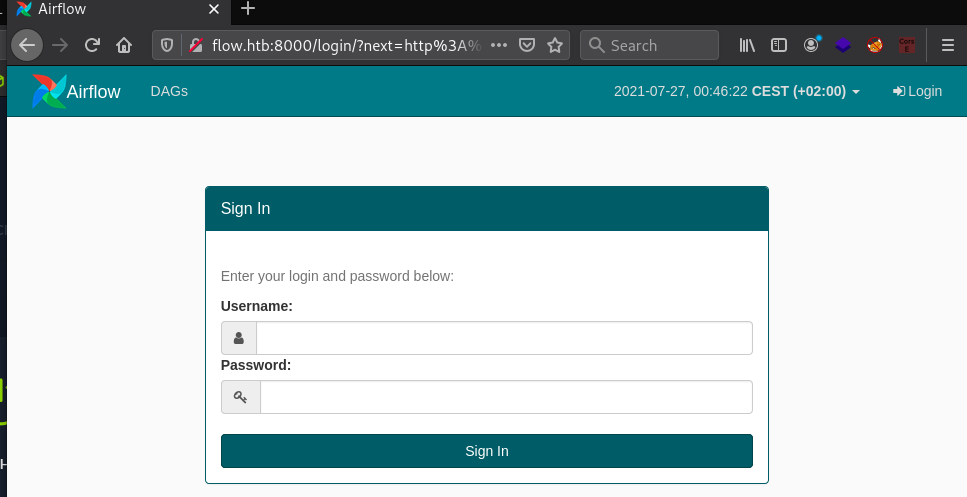 Airflow
flow.htb:8000/login/?next=http%3A%
Search
Airflow DAGs 2021-07-27, 00:46:22 CEST (+02:00) Login
Sign In
Enter your login and password below:
Username:
Password:
Sign In